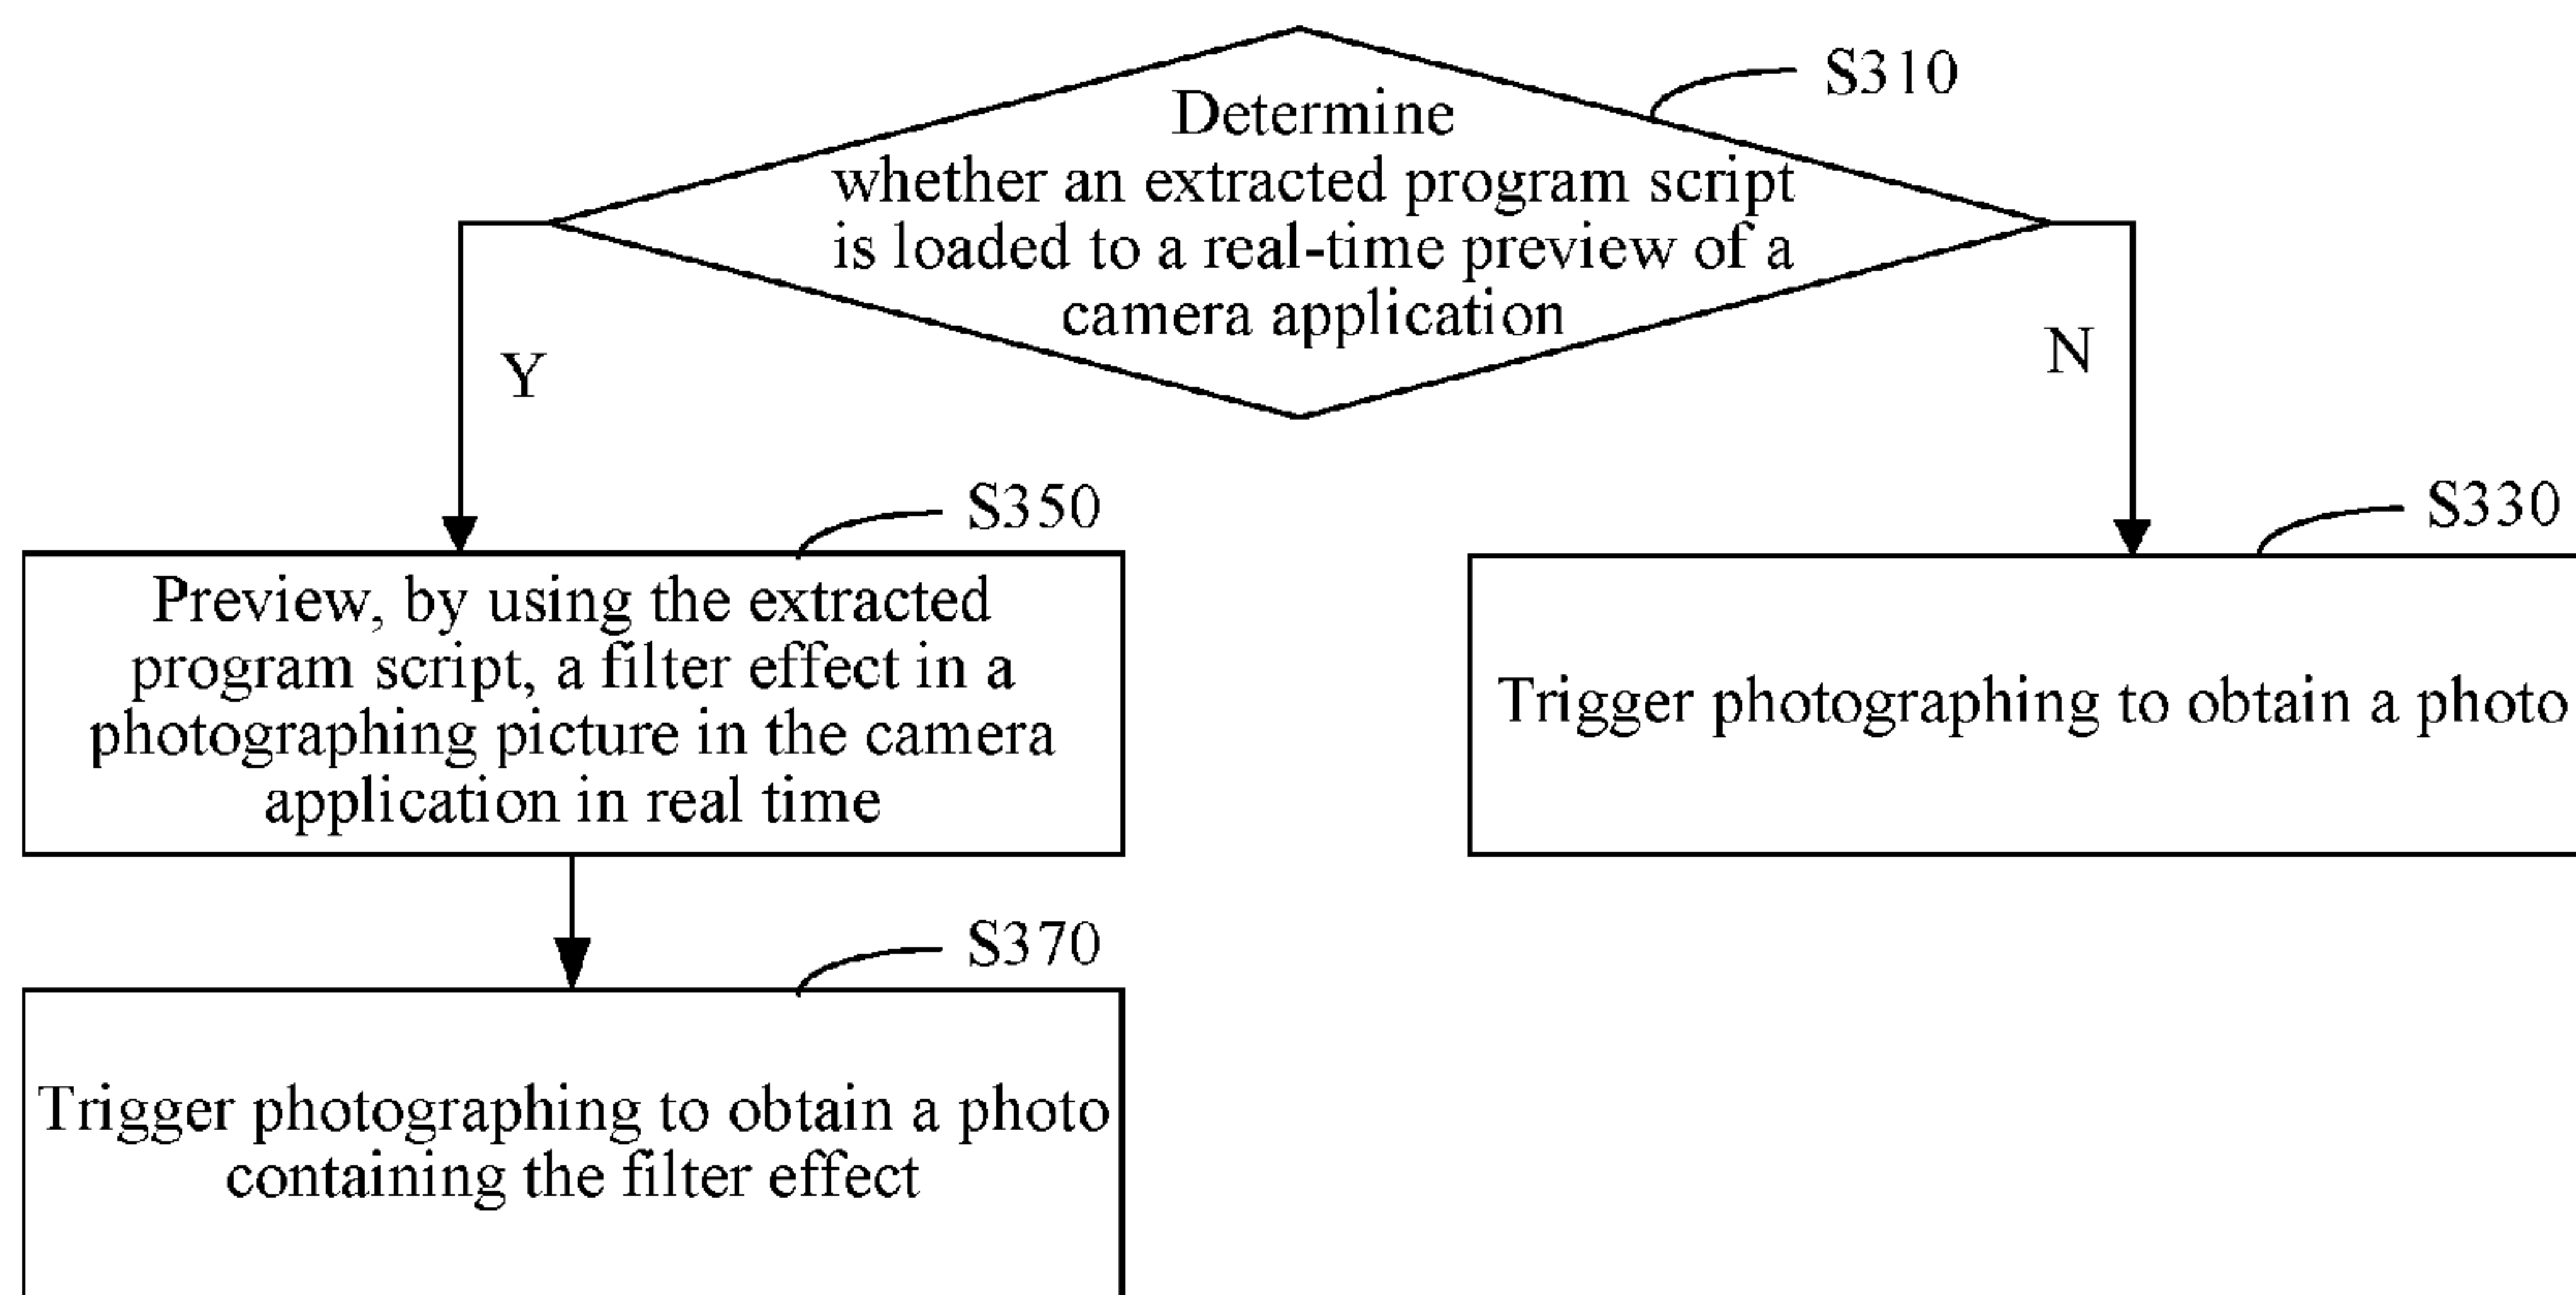 S310
Determine
whether an extracted program script
is loaded to a real-time preview of a
camera application
Y
N
S350
Preview, by using the extracted
program script, a filter effect in a
photographing picture in the camera
application in real time
S330
Trigger photographing to obtain a photo
S370
Trigger photographing to obtain a photo
containing the filter effect